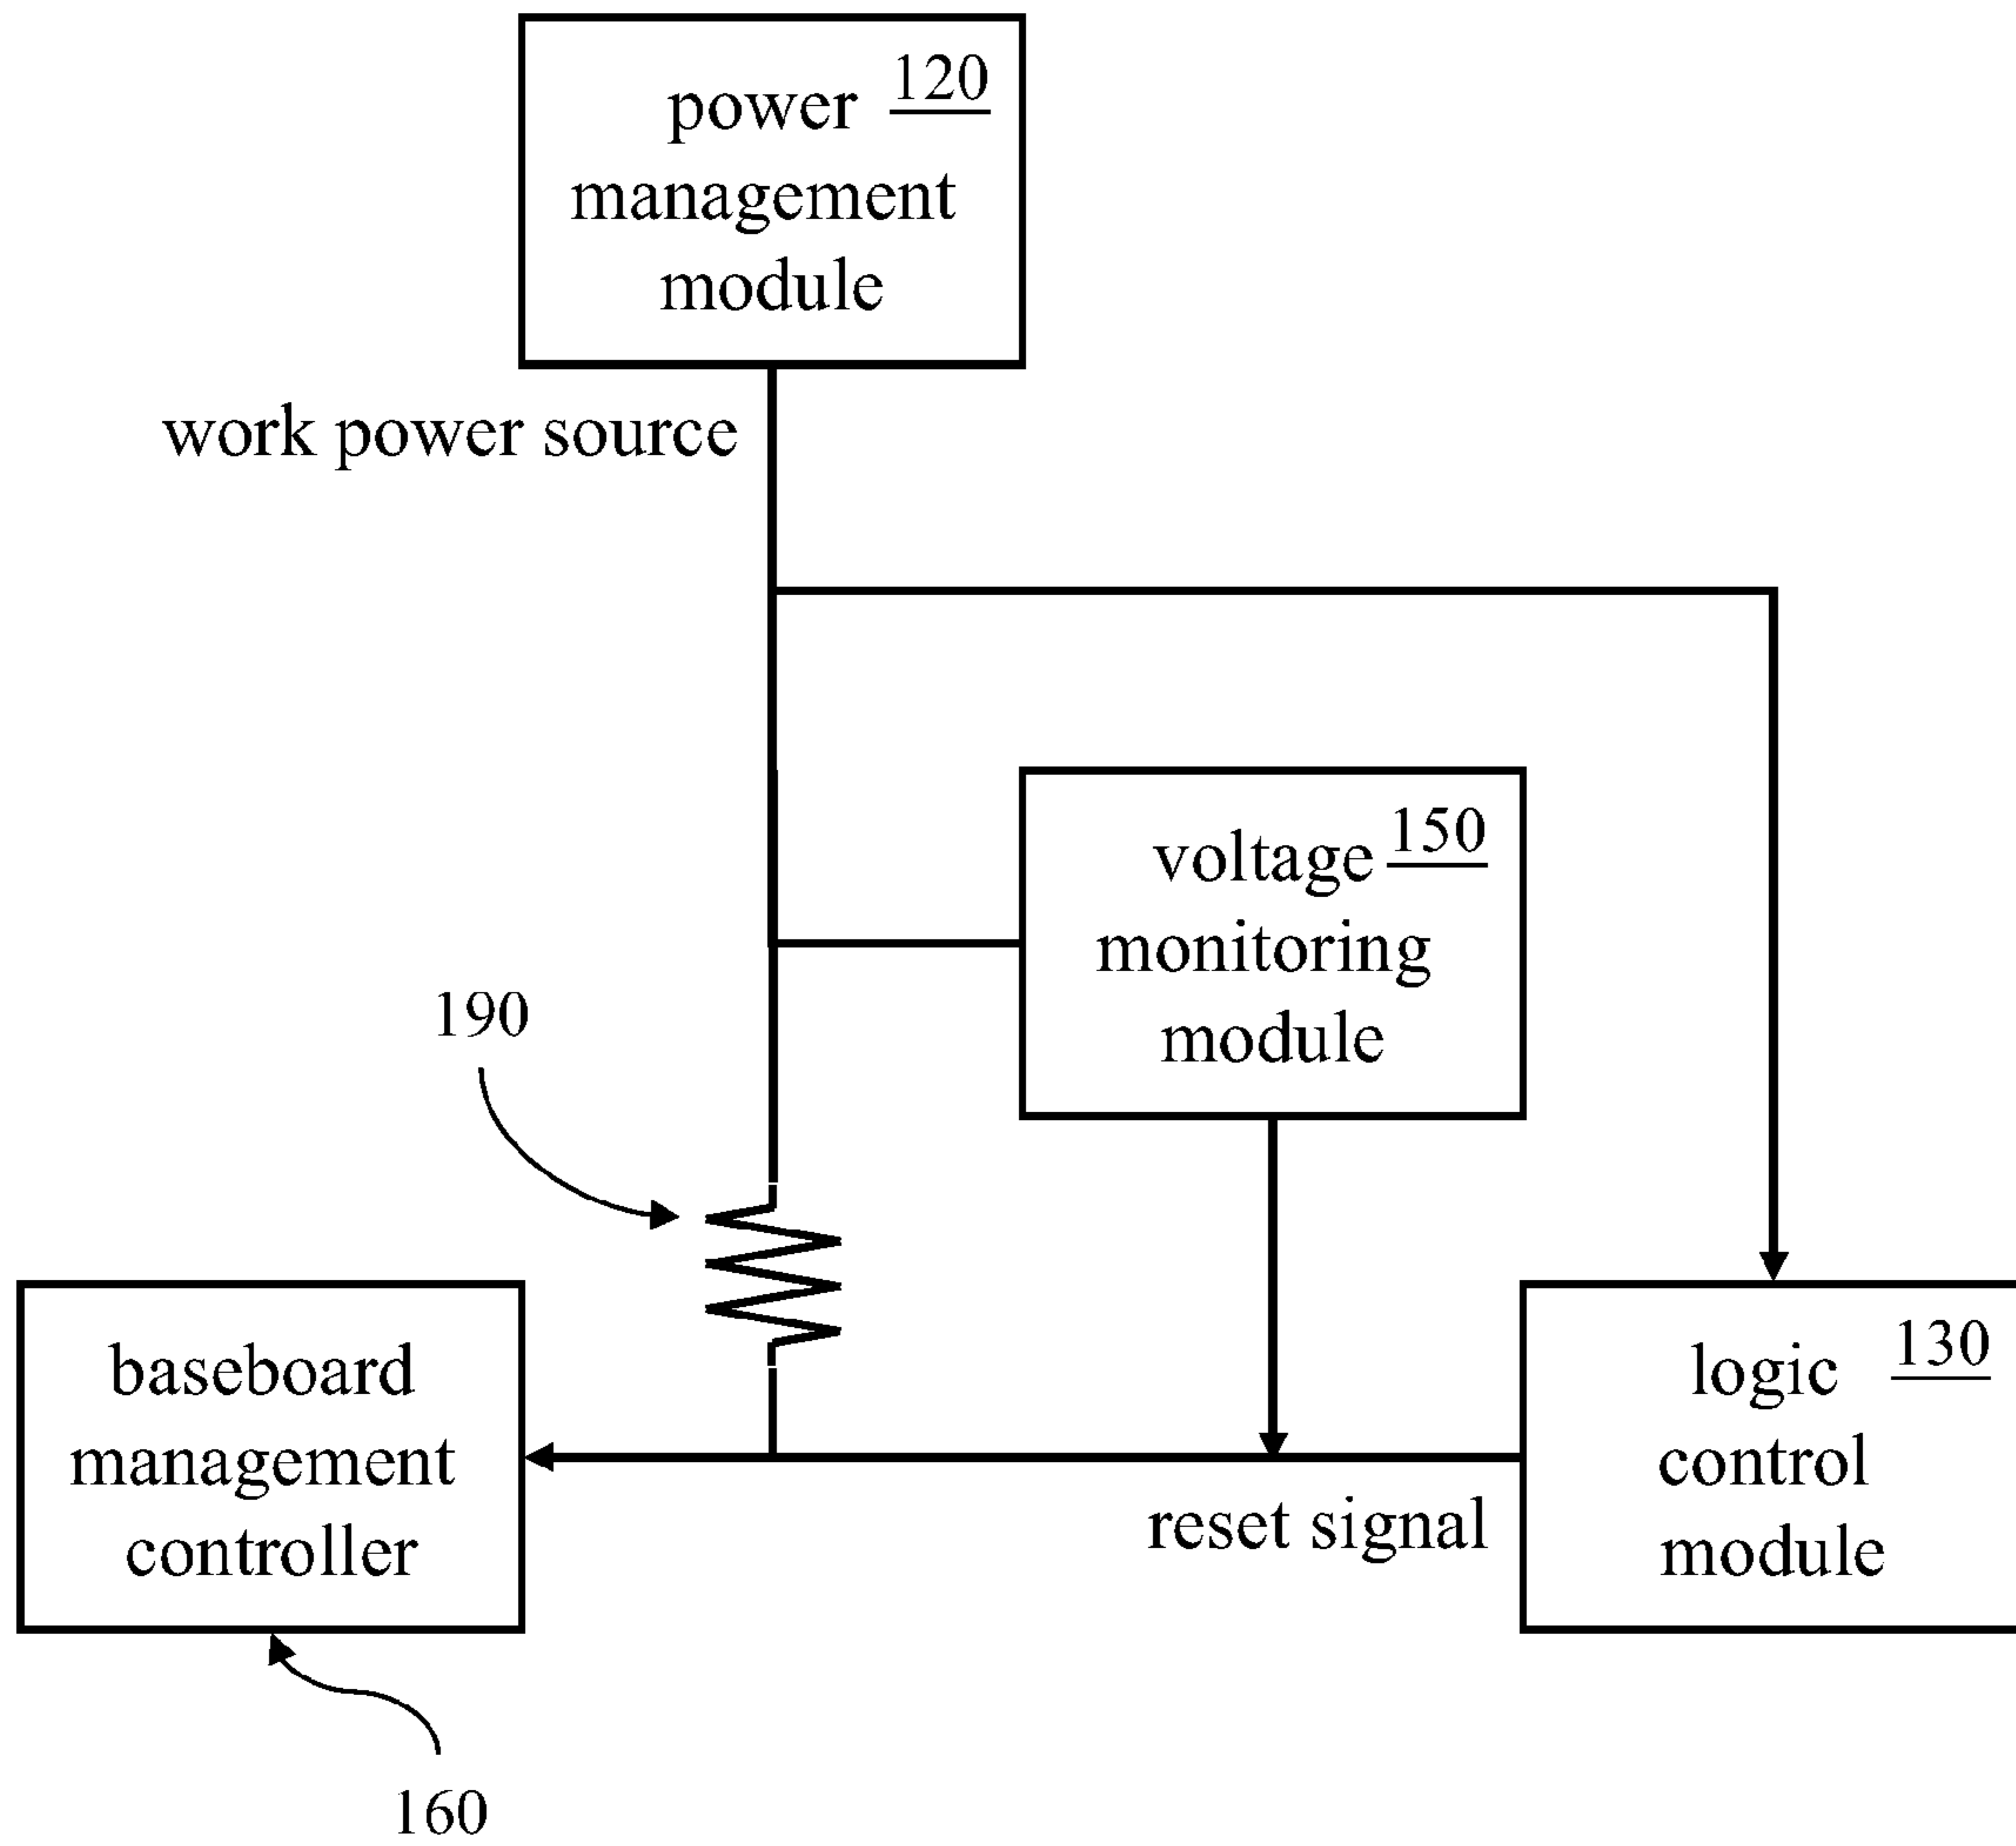 power 120
management
module
work power source
voltage 150
monitoring
module
190
baseboard
management
controller
logic 130
control
module
reset signal
160